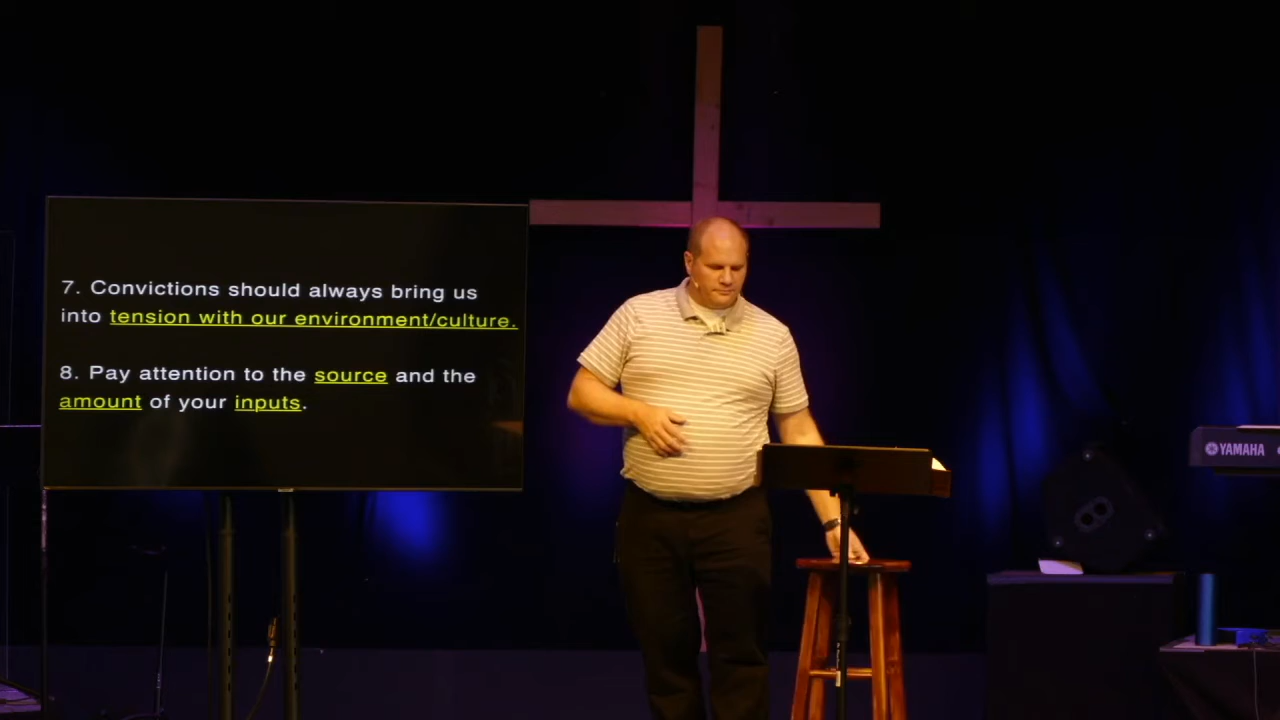 7. Convictions should always bring us
into tension with our environment/culture.
8. Pay attention to the source and the
amount of your inputs.
YAMAHA